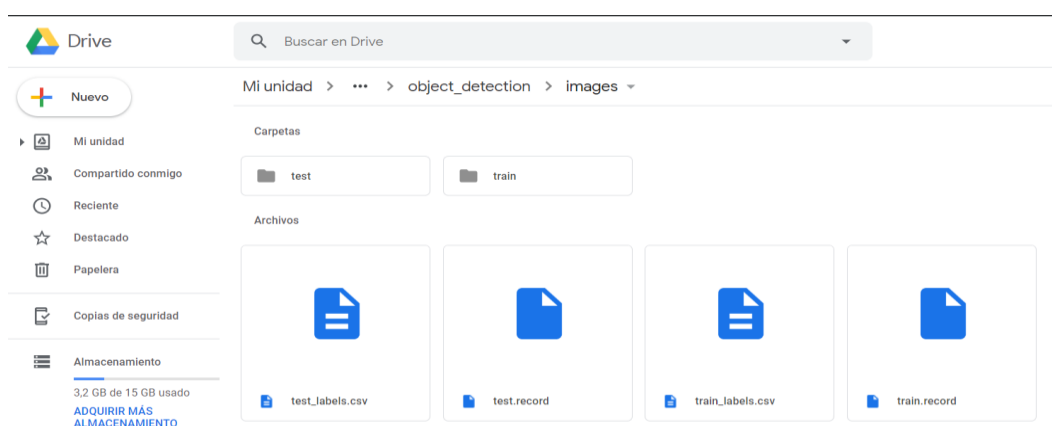 Drive
Buscar en Drive
Nuevo
Mi unidad > ••• > object_detection > images
Mi unidad
Compartido conmigo
Reciente
Destacado
Papelera
Copias de seguridad
Almacenamiento
3,2 GB de 15 GB usado
ADQUIRIR MÁS
ALMACENAMIENTO
Carpetas
test
train
Archivos
test_labels.csv
test.record
train_labels.csv
train.record